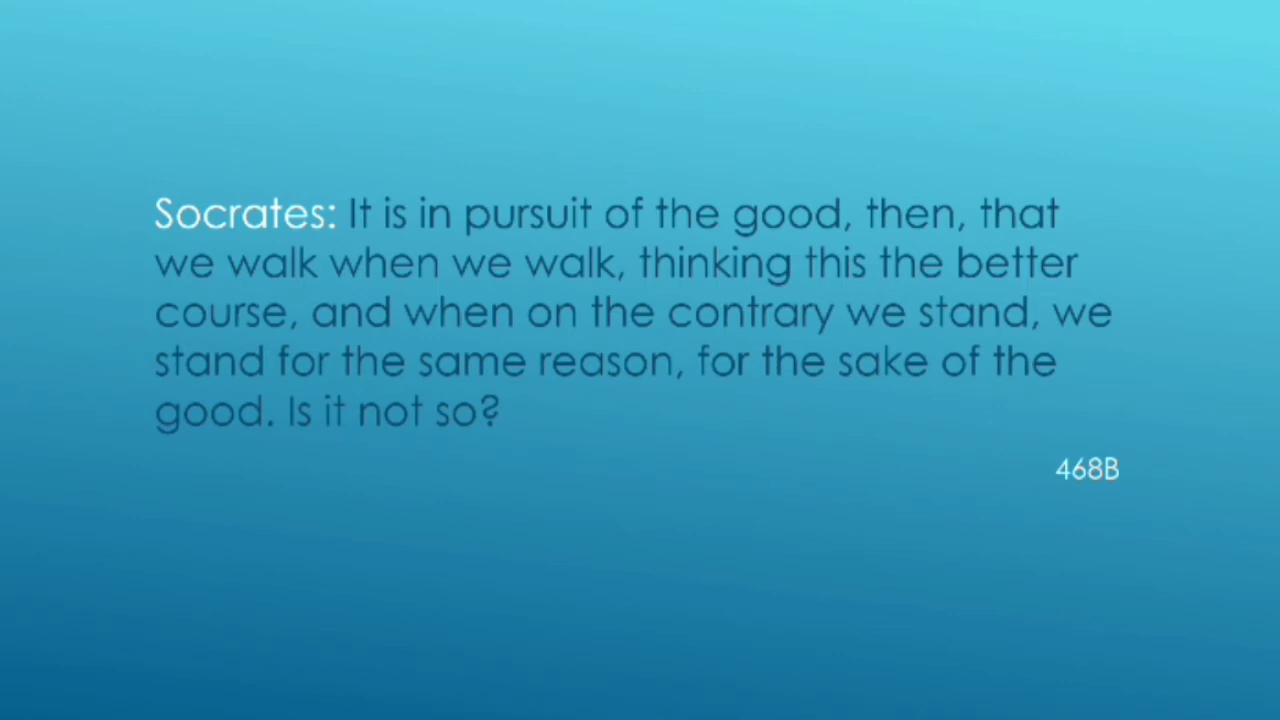 Socrates: It is in pursuit of the good, then, that
we walk when we walk, thinking this the better
course, and when on the contrary we stand, we
stand for the same reason, for the sake of the
good. Is it not so?
468B